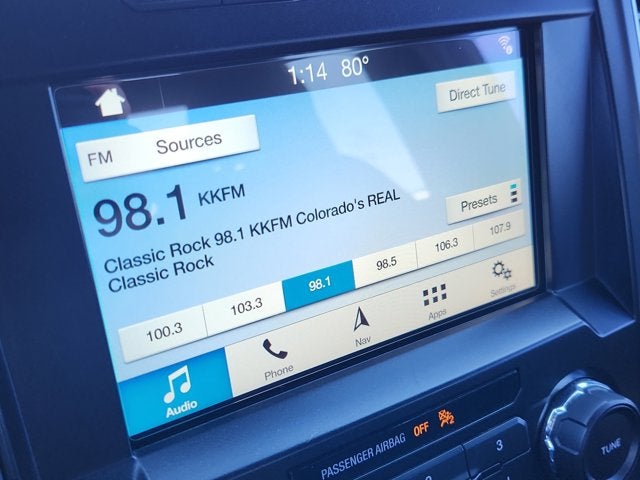 1:14 80°
Direct Tune
FM Sources
98.1 KKFM
Presets
Classic Rock 98.1 KKFM Colorado's REAL
Classic Rock
100.3 103.3 98.1 98.5 106.3 107.9
Audio Phone Nav Apps Settings
PASSENGER AIRBAG OFF
2 3
TUNE